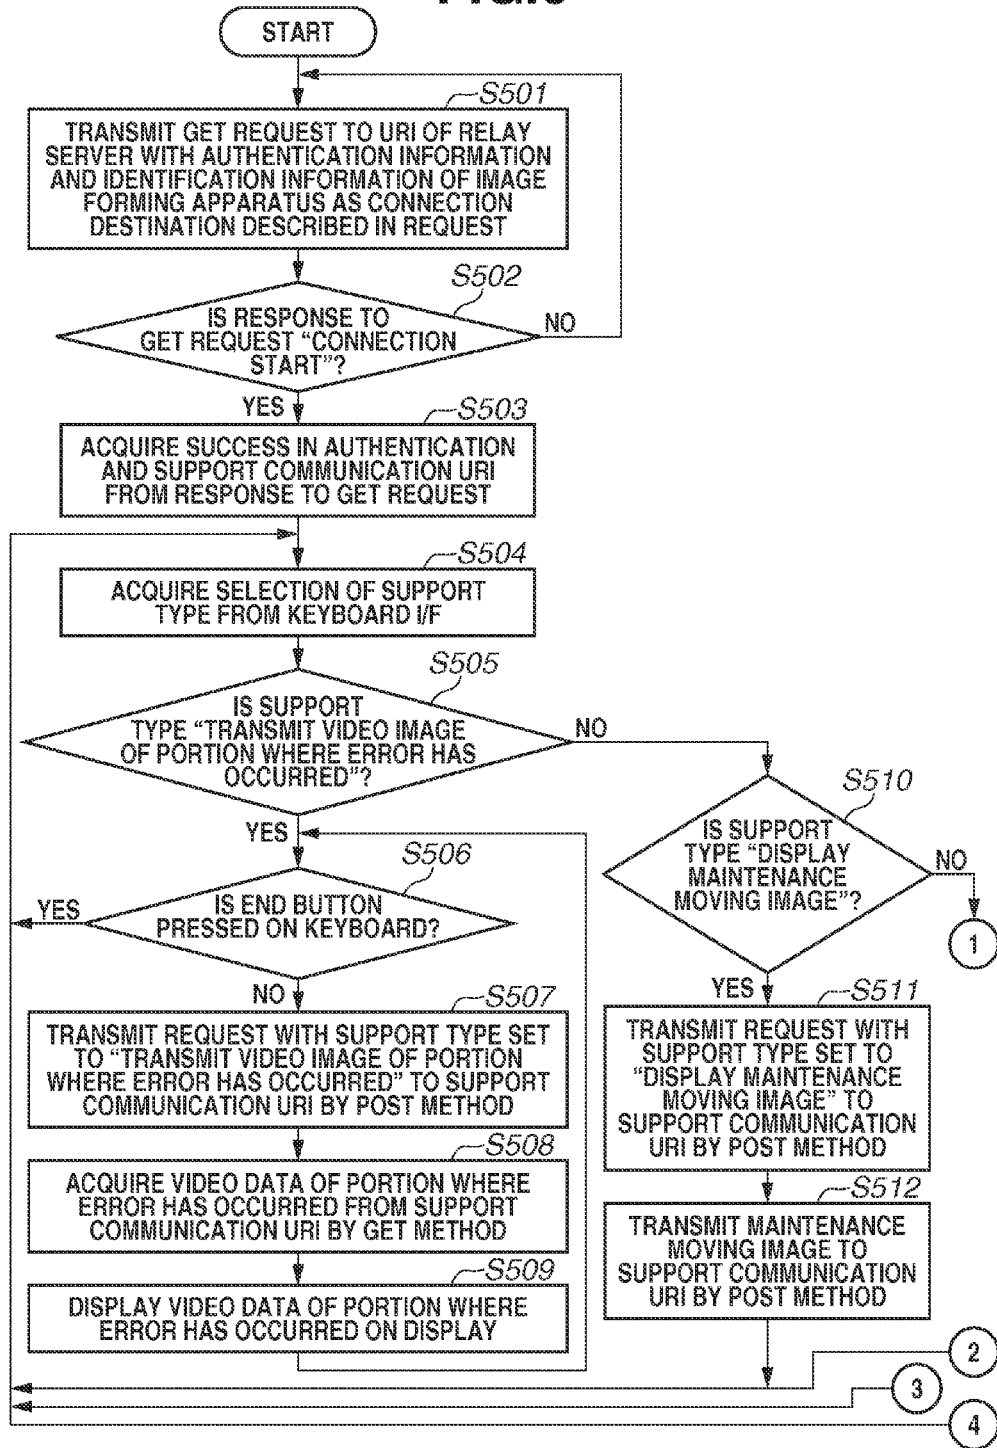 START
S501
TRANSMIT GET REQUEST TO URI OF RELAY
SERVER WITH AUTHENTICATION INFORMATION
AND IDENTIFICATION INFORMATION OF IMAGE
FORMING APPARATUS AS CONNECTION
DESTINATION DESCRIBED IN REQUEST
S502
IS RESPONSE TO
GET REQUEST “CONNECTION
START”?
NO
YES
S503
ACQUIRE SUCCESS IN AUTHENTICATION
AND SUPPORT COMMUNICATION URI
FROM RESPONSE TO GET REQUEST
S504
ACQUIRE SELECTION OF SUPPORT
TYPE FROM KEYBOARD I/F
S505
IS SUPPORT
TYPE “TRANSMIT VIDEO IMAGE
OF PORTION WHERE ERROR HAS
OCCURRED”?
NO
YES
S506
IS END BUTTON
PRESSED ON KEYBOARD?
YES
NO
S507
TRANSMIT REQUEST WITH SUPPORT TYPE SET
TO “TRANSMIT VIDEO IMAGE OF PORTION
WHERE ERROR HAS OCCURRED” TO SUPPORT
COMMUNICATION URI BY POST METHOD
S508
ACQUIRE VIDEO DATA OF PORTION WHERE
ERROR HAS OCCURRED FROM SUPPORT
COMMUNICATION URI BY GET METHOD
S509
DISPLAY VIDEO DATA OF PORTION WHERE
ERROR HAS OCCURRED ON DISPLAY
S510
IS SUPPORT
TYPE “DISPLAY
MAINTENANCE
MOVING IMAGE”?
NO
1
YES
S511
TRANSMIT REQUEST WITH
SUPPORT TYPE SET TO
“DISPLAY MAINTENANCE
MOVING IMAGE” TO
SUPPORT COMMUNICATION
URI BY POST METHOD
S512
TRANSMIT MAINTENANCE
MOVING IMAGE TO
SUPPORT COMMUNICATION
URI BY POST METHOD
2
3
4